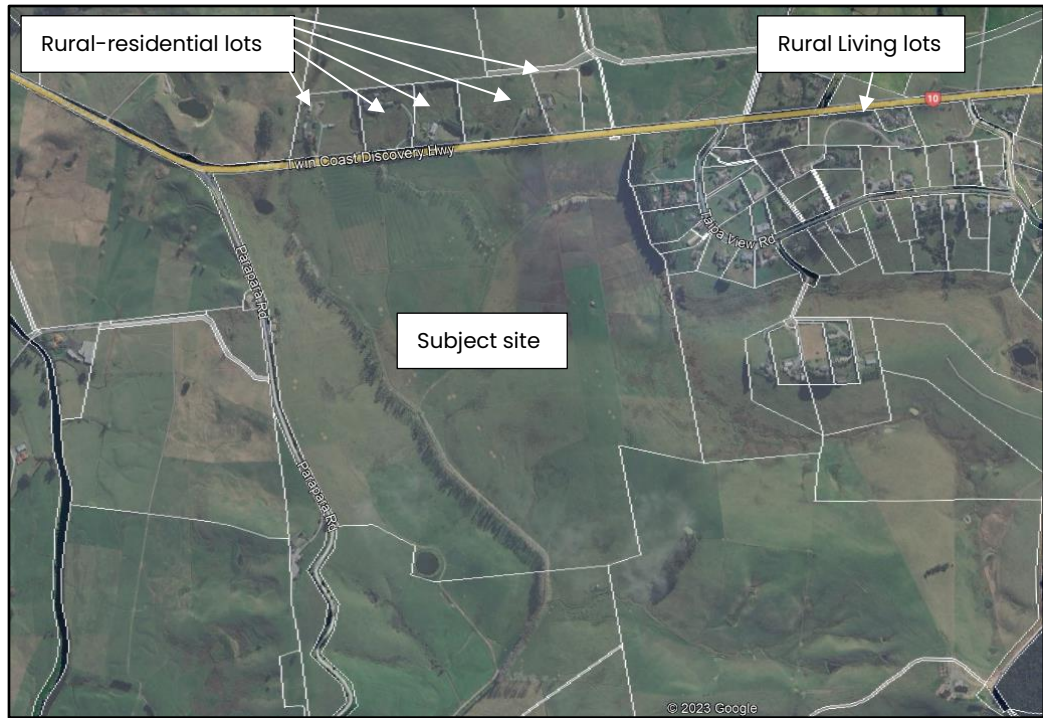 Rural-residential lots
Rural Living lots
10
Twin Coast Discovery Hwy
Taipa View Rd
Parapara Rd
Subject site
Parapara Rd
© 2023 Google